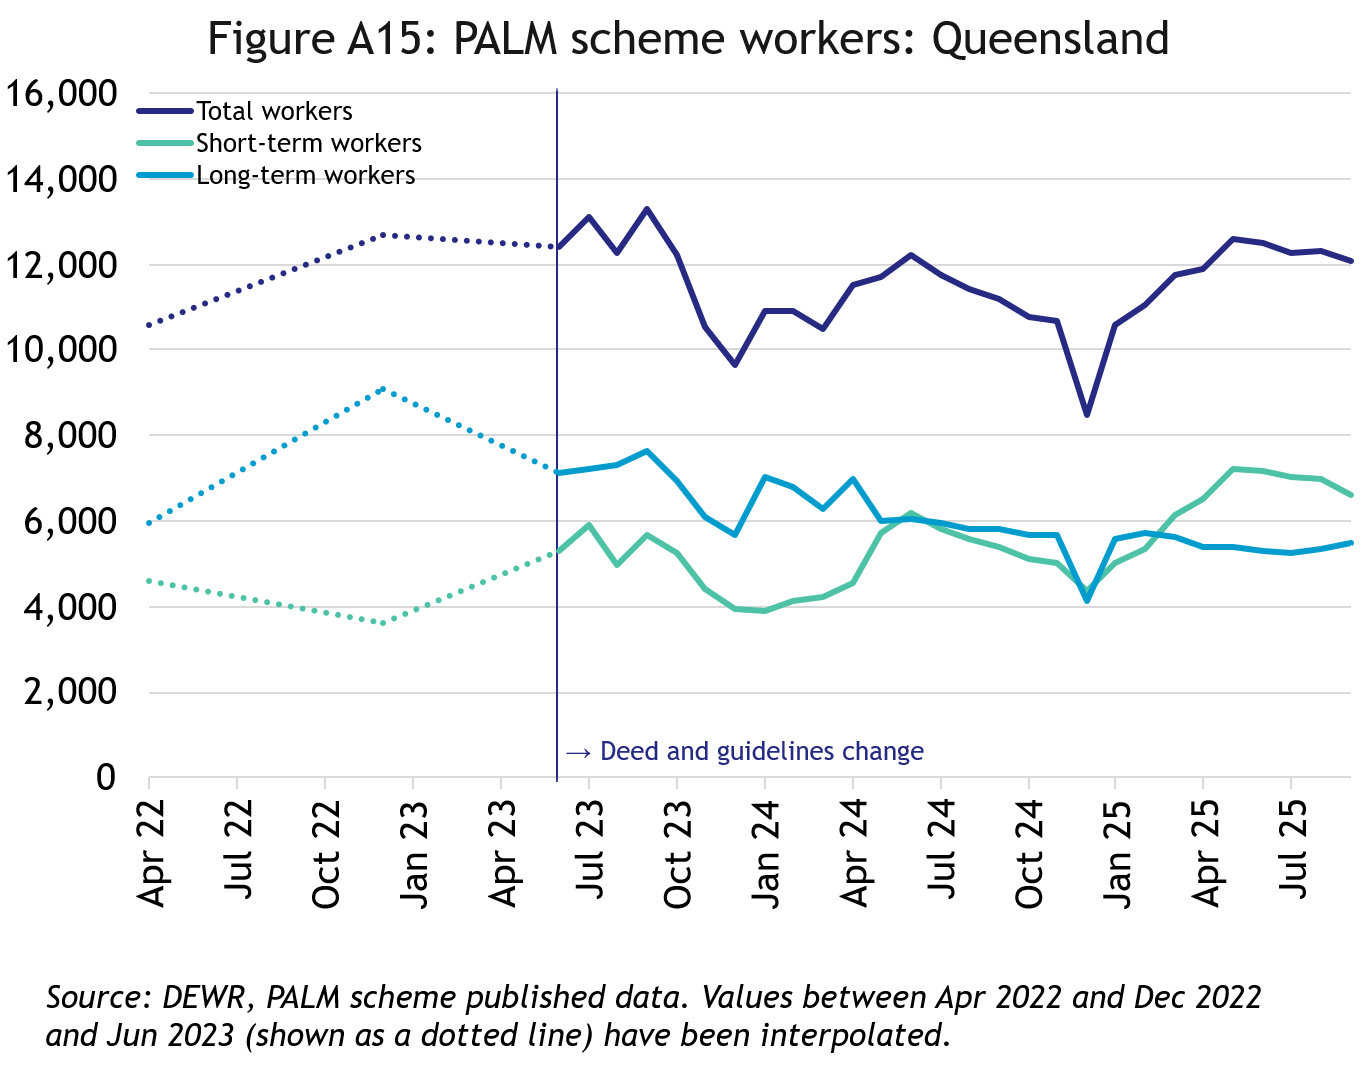 Figure A15: PALM scheme workers: Queensland
16,000
14,000
12,000
10,000
8,000
6,000
4,000
2,000
0
Total workers
Short-term workers
Long-term workers
→ Deed and guidelines change
Apr 22
Jul 22
Oct 22
Jan 23
Apr 23
Jul 23
Oct 23
Jan 24
Apr 24
Jul 24
Oct 24
Jan 25
Apr 25
Jul 25
Source: DEWR, PALM scheme published data. Values between Apr 2022 and Dec 2022
and Jun 2023 (shown as a dotted line) have been interpolated.